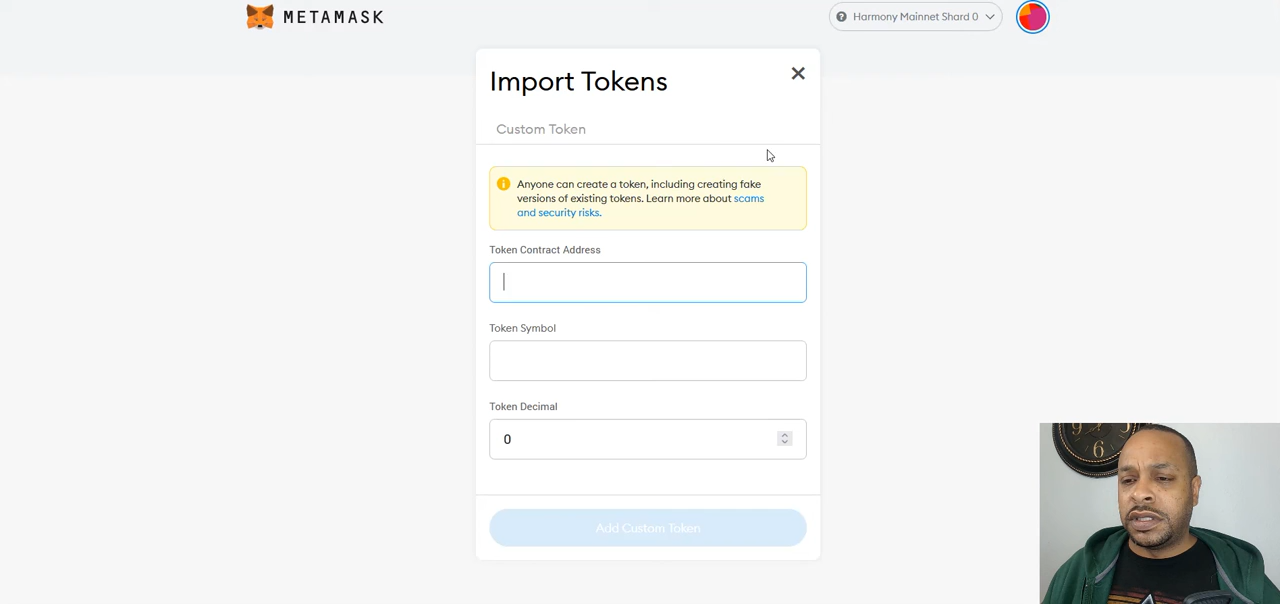 METAMASK
Harmony Mainnet Shard 0
Import Tokens
Custom Token
Anyone can create a token, including creating fake
versions of existing tokens. Learn more about scams
and security risks.
Token Contract Address
Token Symbol
Token Decimal
0
Add Custom Token
6